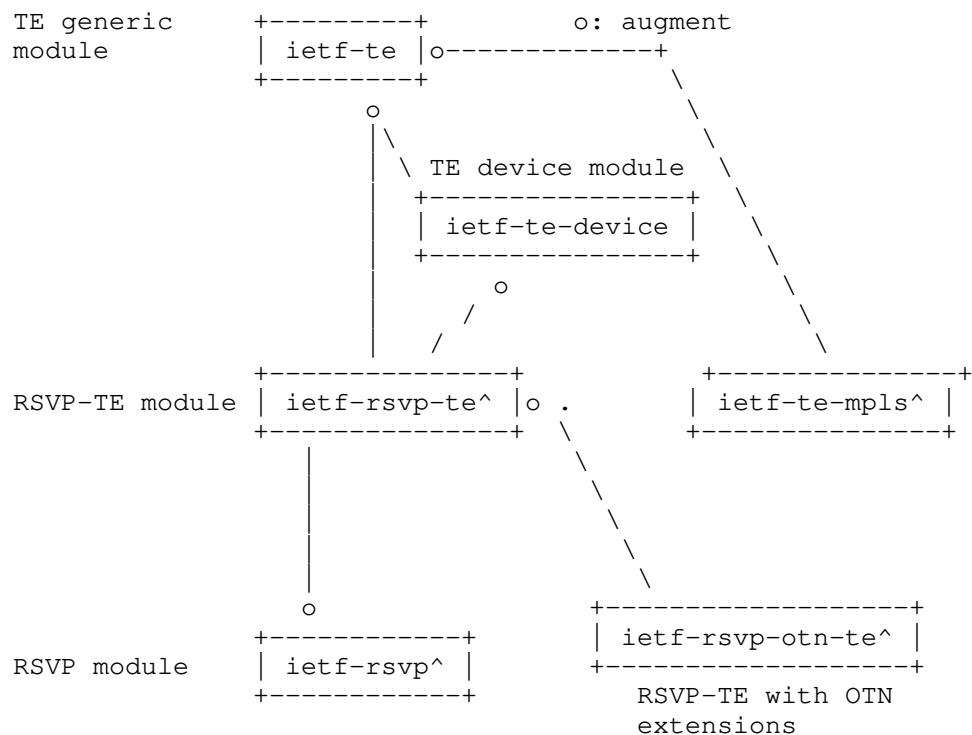 TE generic    +---------+         o: augment
module        | ietf-te |o-------------+
              +---------+               \
                     o                   \
                     |\                   \
                     | \ TE device module  \
                     |  +----------------+  \
                     |  | ietf-te-device |   \
                     |  +----------------+    \
                     |       o                 \
                     |     /                    \
                     |    /                      \
              +---------------+           +---------------+
RSVP-TE module | ietf-rsvp-te^ |o .       | ietf-te-mpls^ |
              +---------------+   \       +---------------+
                 |                 \
                 |                  \
                 |                   \
                 |                    \
                 |                     \
                 o                  +-------------------+
              +------------+        | ietf-rsvp-otn-te^ |
RSVP module   | ietf-rsvp^ |        +-------------------+
              +------------+           RSVP-TE with OTN
                                       extensions